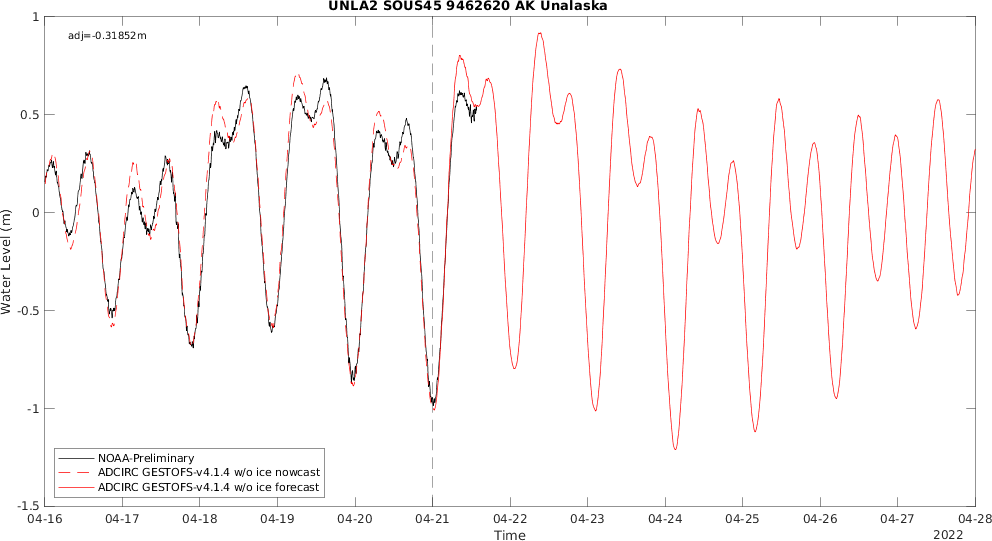 UNLA2 SOUS45 9462620 AK Unalaska
adj=-0.31852m
1
0.5
0
-0.5
-1
-1.5
Water Level (m)
NOAA-Preliminary
ADCIRC GESTOFS-v4.1.4 w/o ice nowcast
ADCIRC GESTOFS-v4.1.4 w/o ice forecast
04-16 04-17 04-18 04-19 04-20 04-21 04-22 04-23 04-24 04-25 04-26 04-27 04-28
Time
2022